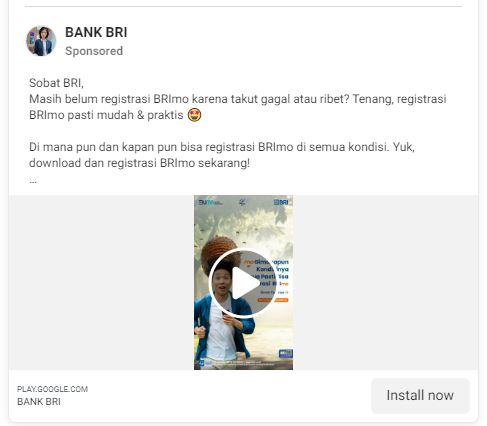 BANK BRI
Sponsored
Sobat BRI,
Masih belum registrasi BRImo karena takut gagal atau ribet? Tenang, registrasi
BRImo pasti mudah & praktis 🤩
Di mana pun dan kapan pun bisa registrasi BRImo di semua kondisi. Yuk,
download dan registrasi BRImo sekarang!
...
BRI
PLAY.GOOGLE.COM
BANK BRI
Install now